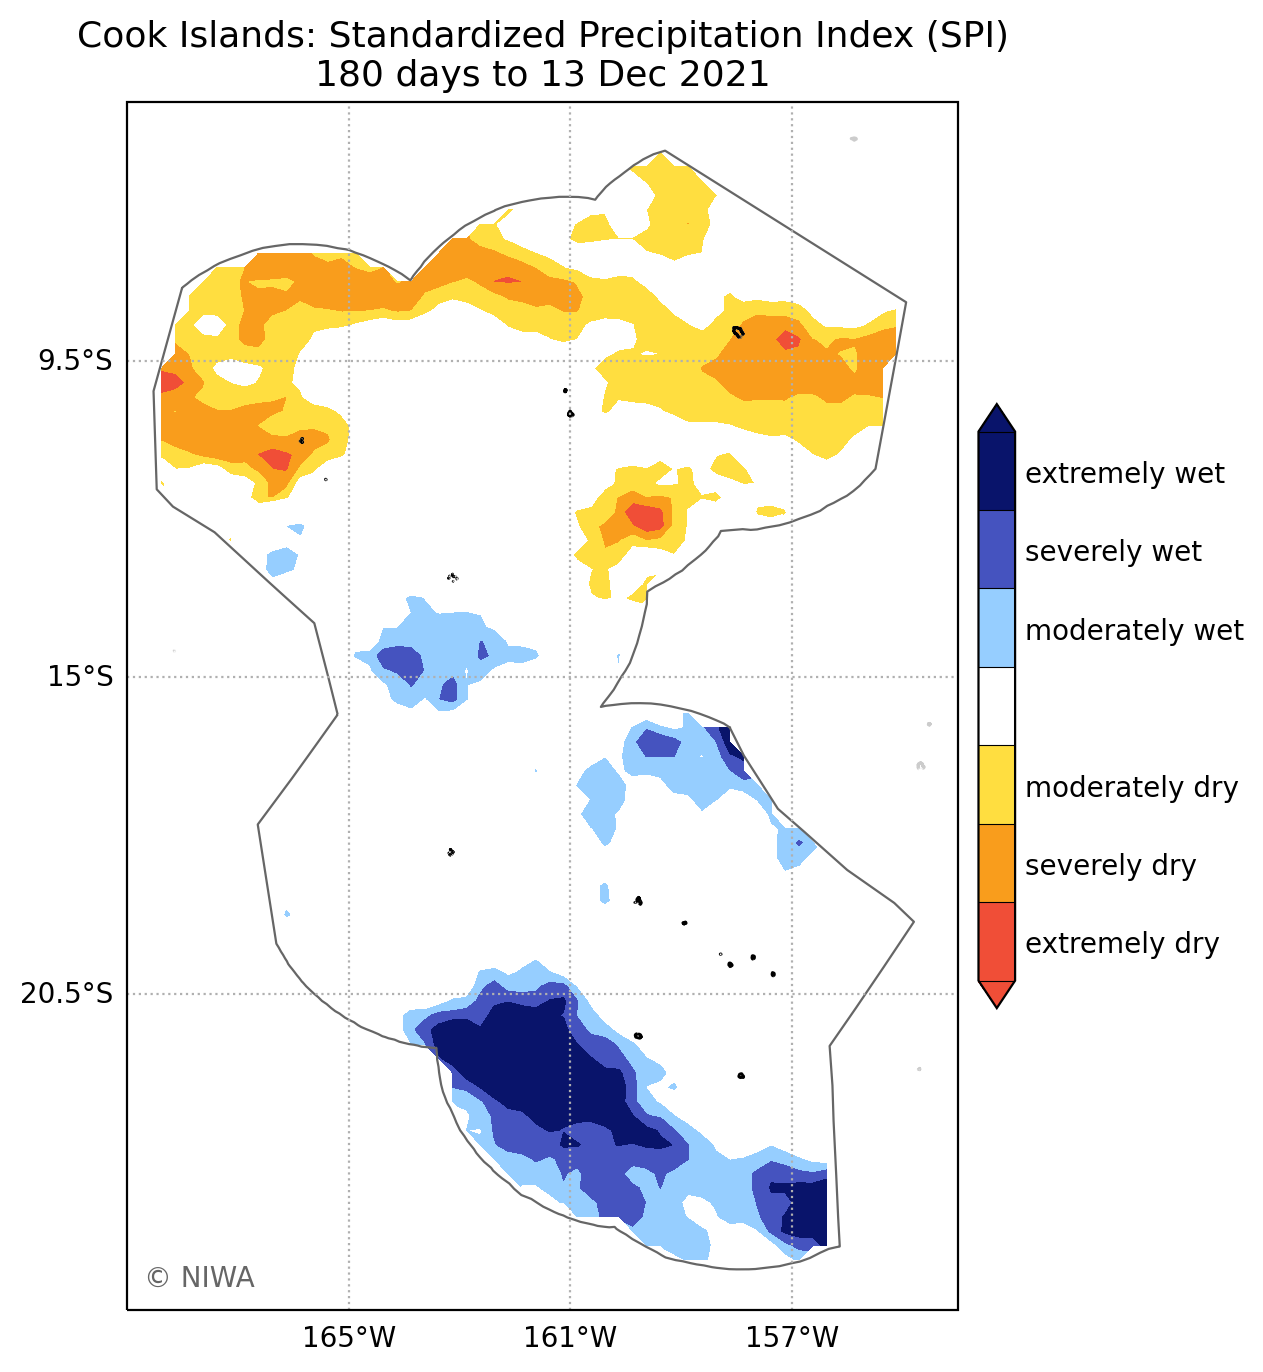 Cook Islands: Standardized Precipitation Index (SPI)
180 days to 13 Dec 2021
9.5°S
15°S
20.5°S
165°W
161°W
157°W
extremely wet
severely wet
moderately wet
moderately dry
severely dry
extremely dry
© NIWA